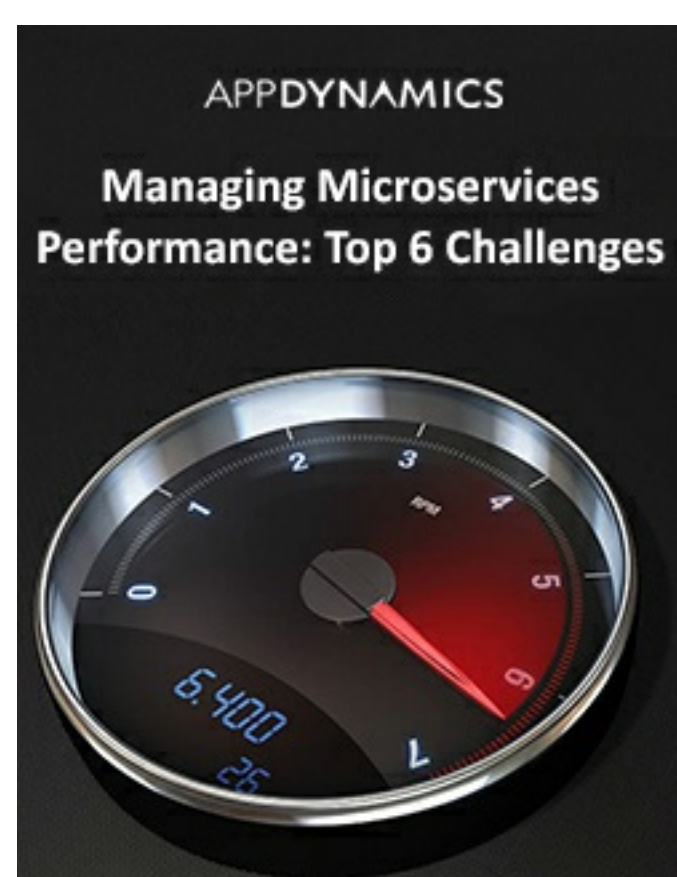 APPDYNAMICS
Managing Microservices
Performance: Top 6 Challenges
2
3
1
RPM
4
0
5
6.400
6
26
7